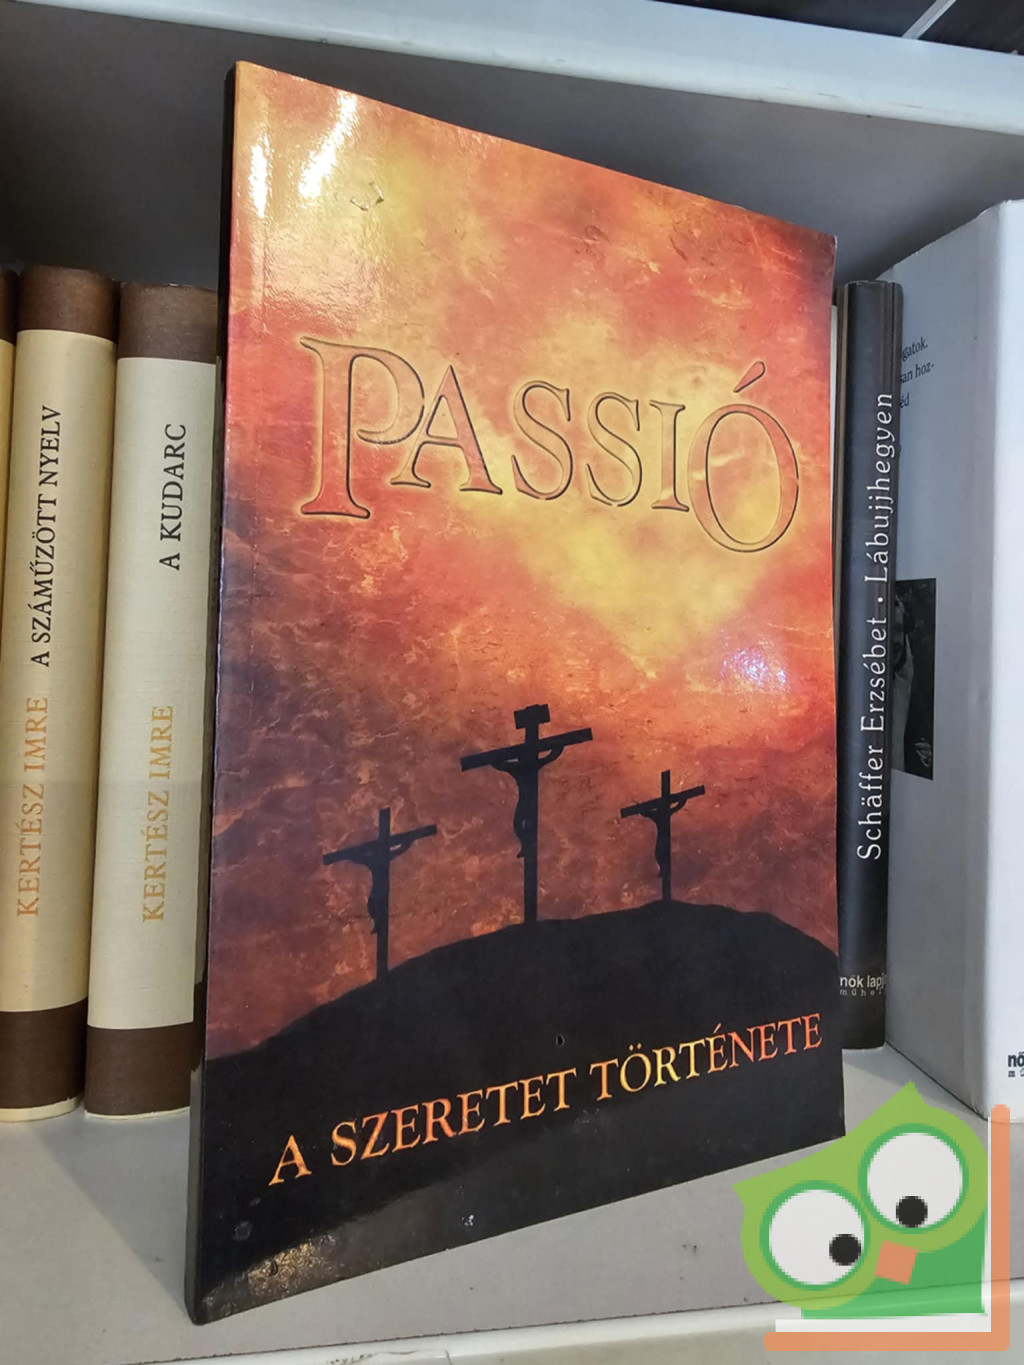 PASSIÓ
A SZERETET TÖRTÉNETE
KERTÉSZ IMRE A SZÁMŰZÖTT NYELV
KERTÉSZ IMRE A KUDARC
Schäffer Erzsébet • Lábujjhegyen
nők lapja